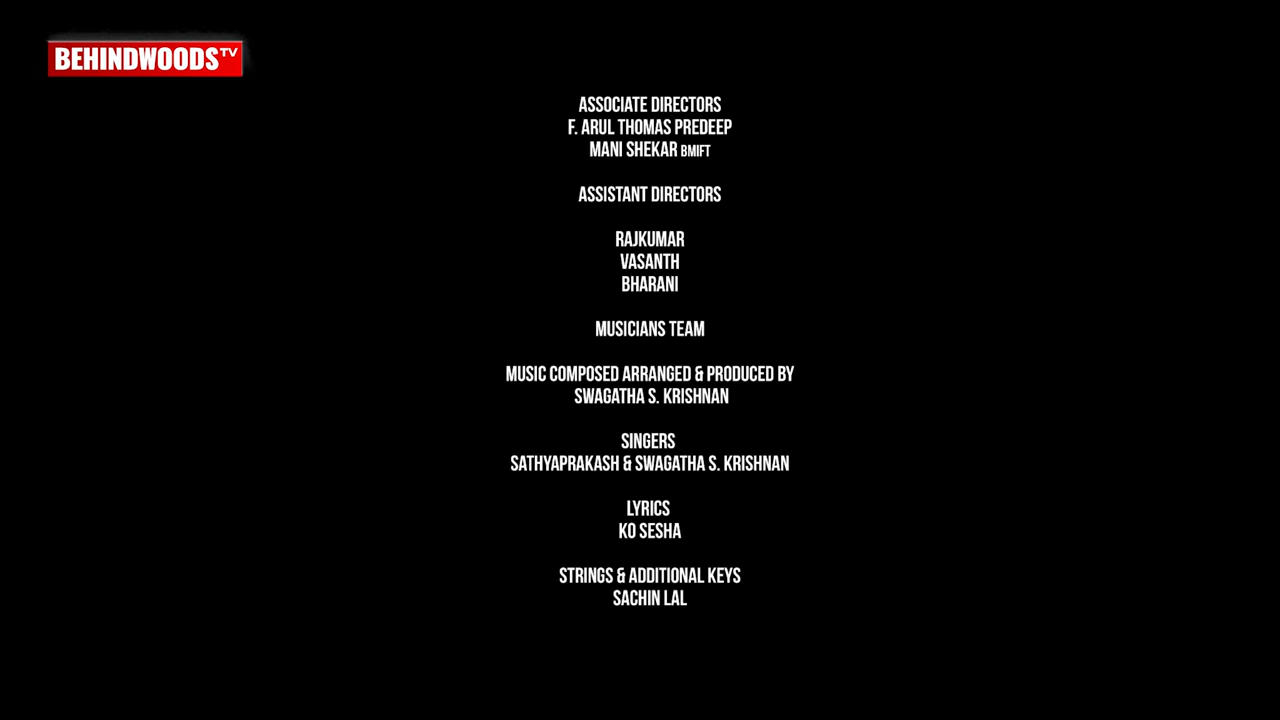 BEHINDWOODS TV
ASSOCIATE DIRECTORS
F. ARUL THOMAS PREDEEP
MANI SHEKAR BMIFT
ASSISTANT DIRECTORS
RAJKUMAR
VASANTH
BHARANI
MUSICIANS TEAM
MUSIC COMPOSED ARRANGED & PRODUCED BY
SWAGATHA S. KRISHNAN
SINGERS
SATHYAPRAKASH & SWAGATHA S. KRISHNAN
LYRICS
KO SESHA
STRINGS & ADDITIONAL KEYS
SACHIN LAL